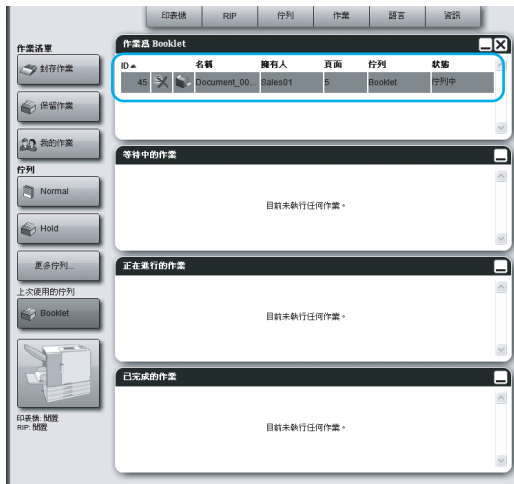 印表機 RIP 佇列 作業 語言 資訊
作業清單
封存作業
保留作業
我的作業
佇列
Normal
Hold
更多佇列...
上次使用的佇列
Booklet
印表機: 閒置
RIP: 閒置
作業爲 Booklet
ID 名稱 擁有人 頁面 佇列 狀態
45 Document_00... Sales01 5 Booklet 佇列中
等待中的作業
目前未執行任何作業。
正在進行的作業
目前未執行任何作業。
已完成的作業
目前未執行任何作業。